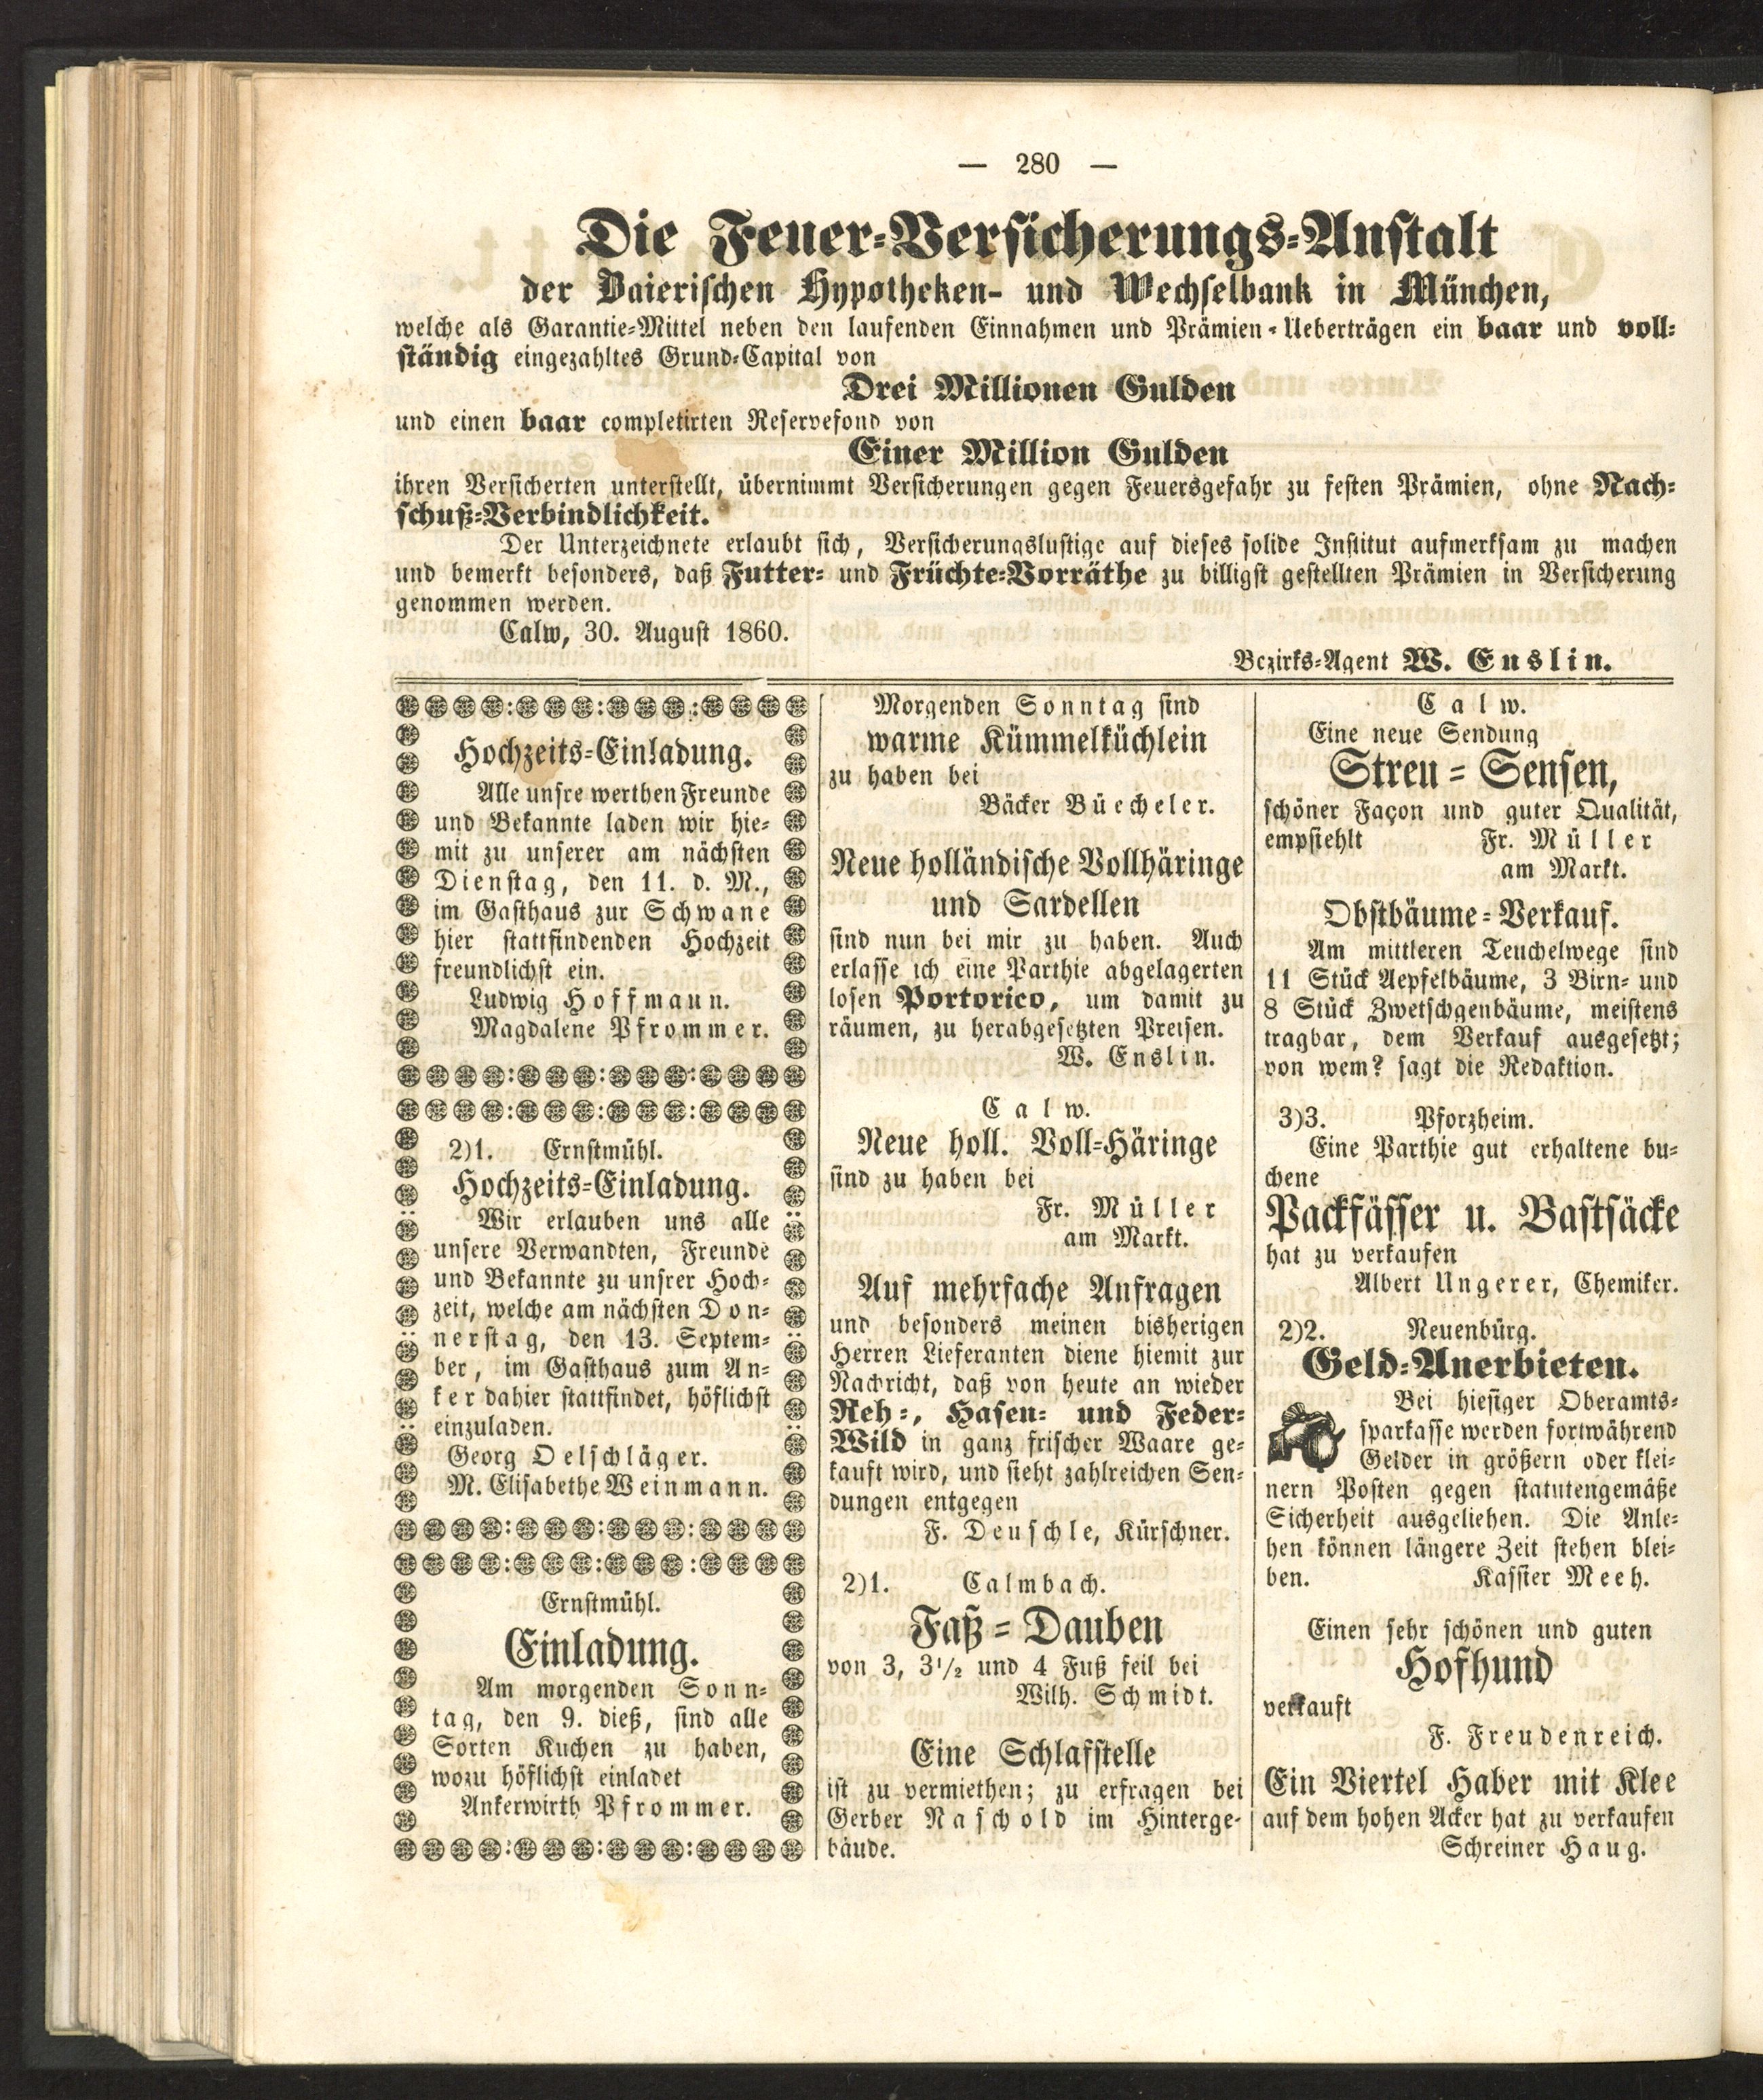 — 280 —
Die Feuer-Versicherungs-Anstalt
der Baierischen Hypotheken- und Wechselbank in München,
welche als Garantie-Mittel neben den laufenden Einnahmen und Prämien-Ueberträgen ein baar und voll-
ständig eingezahltes Grund-Capital von
Drei Millionen Gulden
und einen baar completirten Reservefond von
Einer Million Gulden
ihren Versicherten unterstellt, übernimmt Versicherungen gegen Feuersgefahr zu festen Prämien, ohne Nach-
schuß-Verbindlichkeit.
Der Unterzeichnete erlaubt sich, Versicherungslustige auf dieses solide Institut aufmerksam zu machen
und bemerkt besonders, daß Futter- und Früchte-Vorräthe zu billigst gestellten Prämien in Versicherung
genommen werden.
Calw, 30. August 1860.
Bezirks-Agent W. Enslin.
Hochzeits-Einladung.
Alle unsre werthen Freunde
und Bekannte laden wir hie-
mit zu unserer am nächsten
Dienstag, den 11. d. M.,
im Gasthaus zur Schwane
hier stattfindenden Hochzeit
freundlichst ein.
Ludwig Hoffmann.
Magdalene Pfrommer.
2)1. Ernstmühl.
Hochzeits-Einladung.
Wir erlauben uns alle
unsere Verwandten, Freunde
und Bekannte zu unsrer Hoch-
zeit, welche am nächsten Don-
nerstag, den 13. Septem-
ber, im Gasthaus zum An-
ker dahier stattfindet, höflichst
einzuladen.
Georg Oelschläger.
M. Elisabethe Weinmann.
Ernstmühl.
Einladung.
Am morgenden Sonn-
tag, den 9. dieß, sind alle
Sorten Kuchen zu haben,
wozu höflichst einladet
Ankerwirth Pfrommer.
Morgenden Sonntag sind
warme Kümmelküchlein
zu haben bei
Bäcker Büecheler.
Neue holländische Vollhäringe
und Sardellen
sind nun bei mir zu haben. Auch
erlasse ich eine Parthie abgelagerten
losen Portorico, um damit zu
räumen, zu herabgesetzten Preisen.
W. Enslin.
Calw.
Neue holl. Voll-Häringe
sind zu haben bei
Fr. Müller
am Markt.
Auf mehrfache Anfragen
und besonders meinen bisherigen
Herren Lieferanten diene hiemit zur
Nachricht, daß von heute an wieder
Reh-, Hasen- und Feder-
Wild in ganz frischer Waare ge-
kauft wird, und sieht zahlreichen Sen-
dungen entgegen
F. Deuschle, Kürschner.
2)1. Calmbach.
Faß-Dauben
von 3, 3½ und 4 Fuß feil bei
Wilh. Schmidt.
Eine Schlafstelle
ist zu vermiethen; zu erfragen bei
Gerber Naschold im Hinterge-
bäude.
Calw.
Eine neue Sendung
Streu-Sensen,
schöner Façon und guter Qualität,
empfiehlt Fr. Müller
am Markt.
Obstbäume-Verkauf.
Am mittleren Teuchelwege sind
11 Stück Aepfelbäume, 3 Birn- und
8 Stück Zwetschgenbäume, meistens
tragbar, dem Verkauf ausgesetzt;
von wem? sagt die Redaktion.
3)3. Pforzheim.
Eine Parthie gut erhaltene bu-
chene
Packfässer u. Bastsäcke
hat zu verkaufen
Albert Ungerer, Chemiker.
2)2. Neuenbürg.
Geld-Anerbieten.
Bei hiesiger Oberamts-
sparkasse werden fortwährend
Gelder in größern oder klei-
nern Posten gegen statutengemäße
Sicherheit ausgeliehen. Die Anle-
hen können längere Zeit stehen blei-
ben. Kassier Meeh.
Einen sehr schönen und guten
Hofhund
verkauft
F. Freudenreich.
Ein Viertel Haber mit Klee
auf dem hohen Acker hat zu verkaufen
Schreiner Haug.